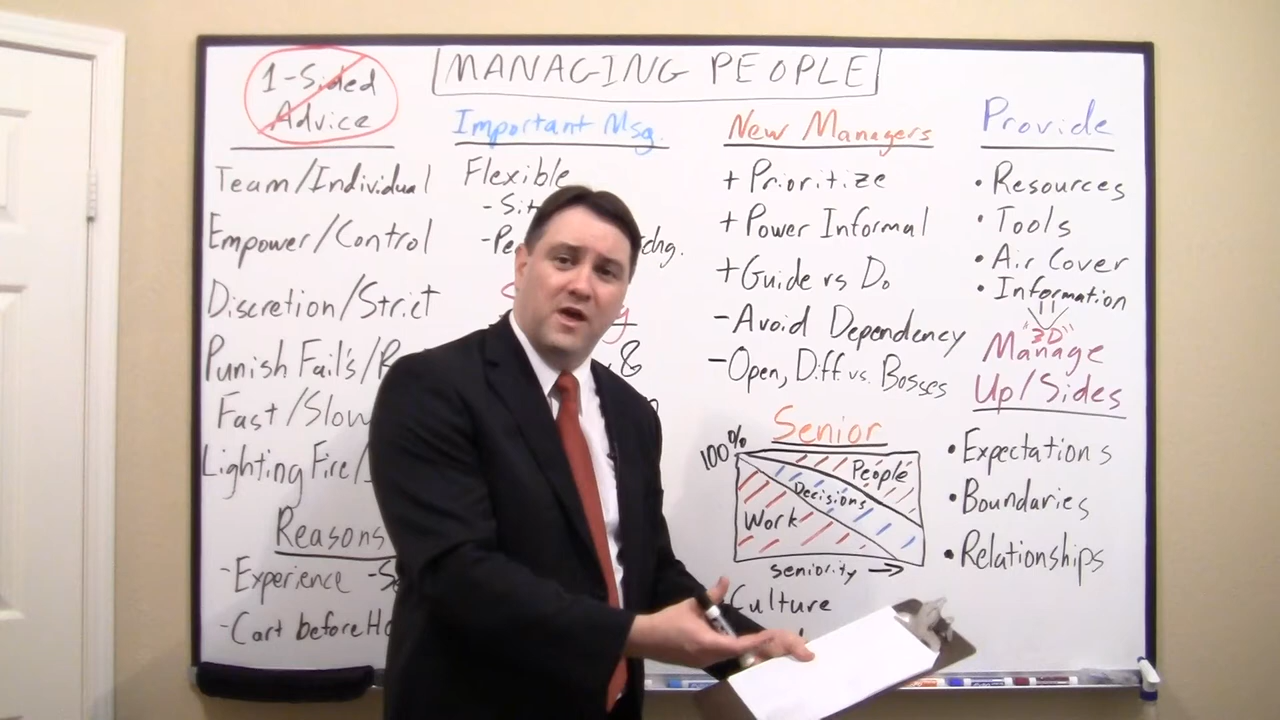 1-Sided
Advice
MANAGING PEOPLE
Team/Individual
Empower/Control
Discretion/Strict
Punish Fail's/
Fast/Slow
Lighting Fire/
Reasons
-Experience
-Cart before
Important Msg.
Flexible
&
New Managers
+ Prioritize
+ Power Informal
+ Guide vs Do
- Avoid Dependency
- Open, Diff. vs. Bosses
Senior
100%
People
Decisions
Work
seniority →
Culture
Provide
• Resources
• Tools
• Air Cover
• Information
"3D"
Manage
Up/Sides
• Expectations
• Boundaries
• Relationships